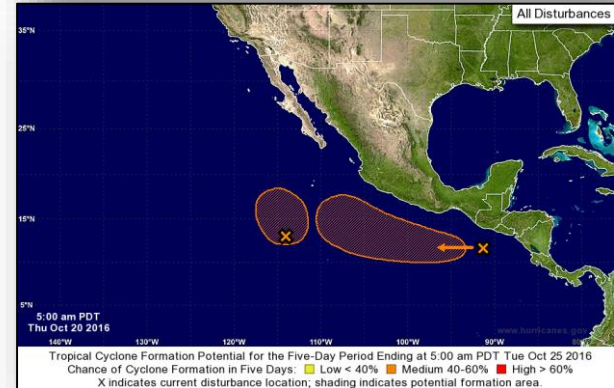 All Disturbances
35°N
25°N
15°N
5°N
5:00 am PDT
Thu Oct 20 2016
www.hurricanes.gov
140°W
130°W
120°W
110°W
100°W
90°W
Tropical Cyclone Formation Potential for the Five-Day Period Ending at 5:00 am PDT Tue Oct 25 2016
Chance of Cyclone Formation in Five Days: Low < 40% Medium 40-60% High > 60%
X indicates current disturbance location; shading indicates potential formation area.